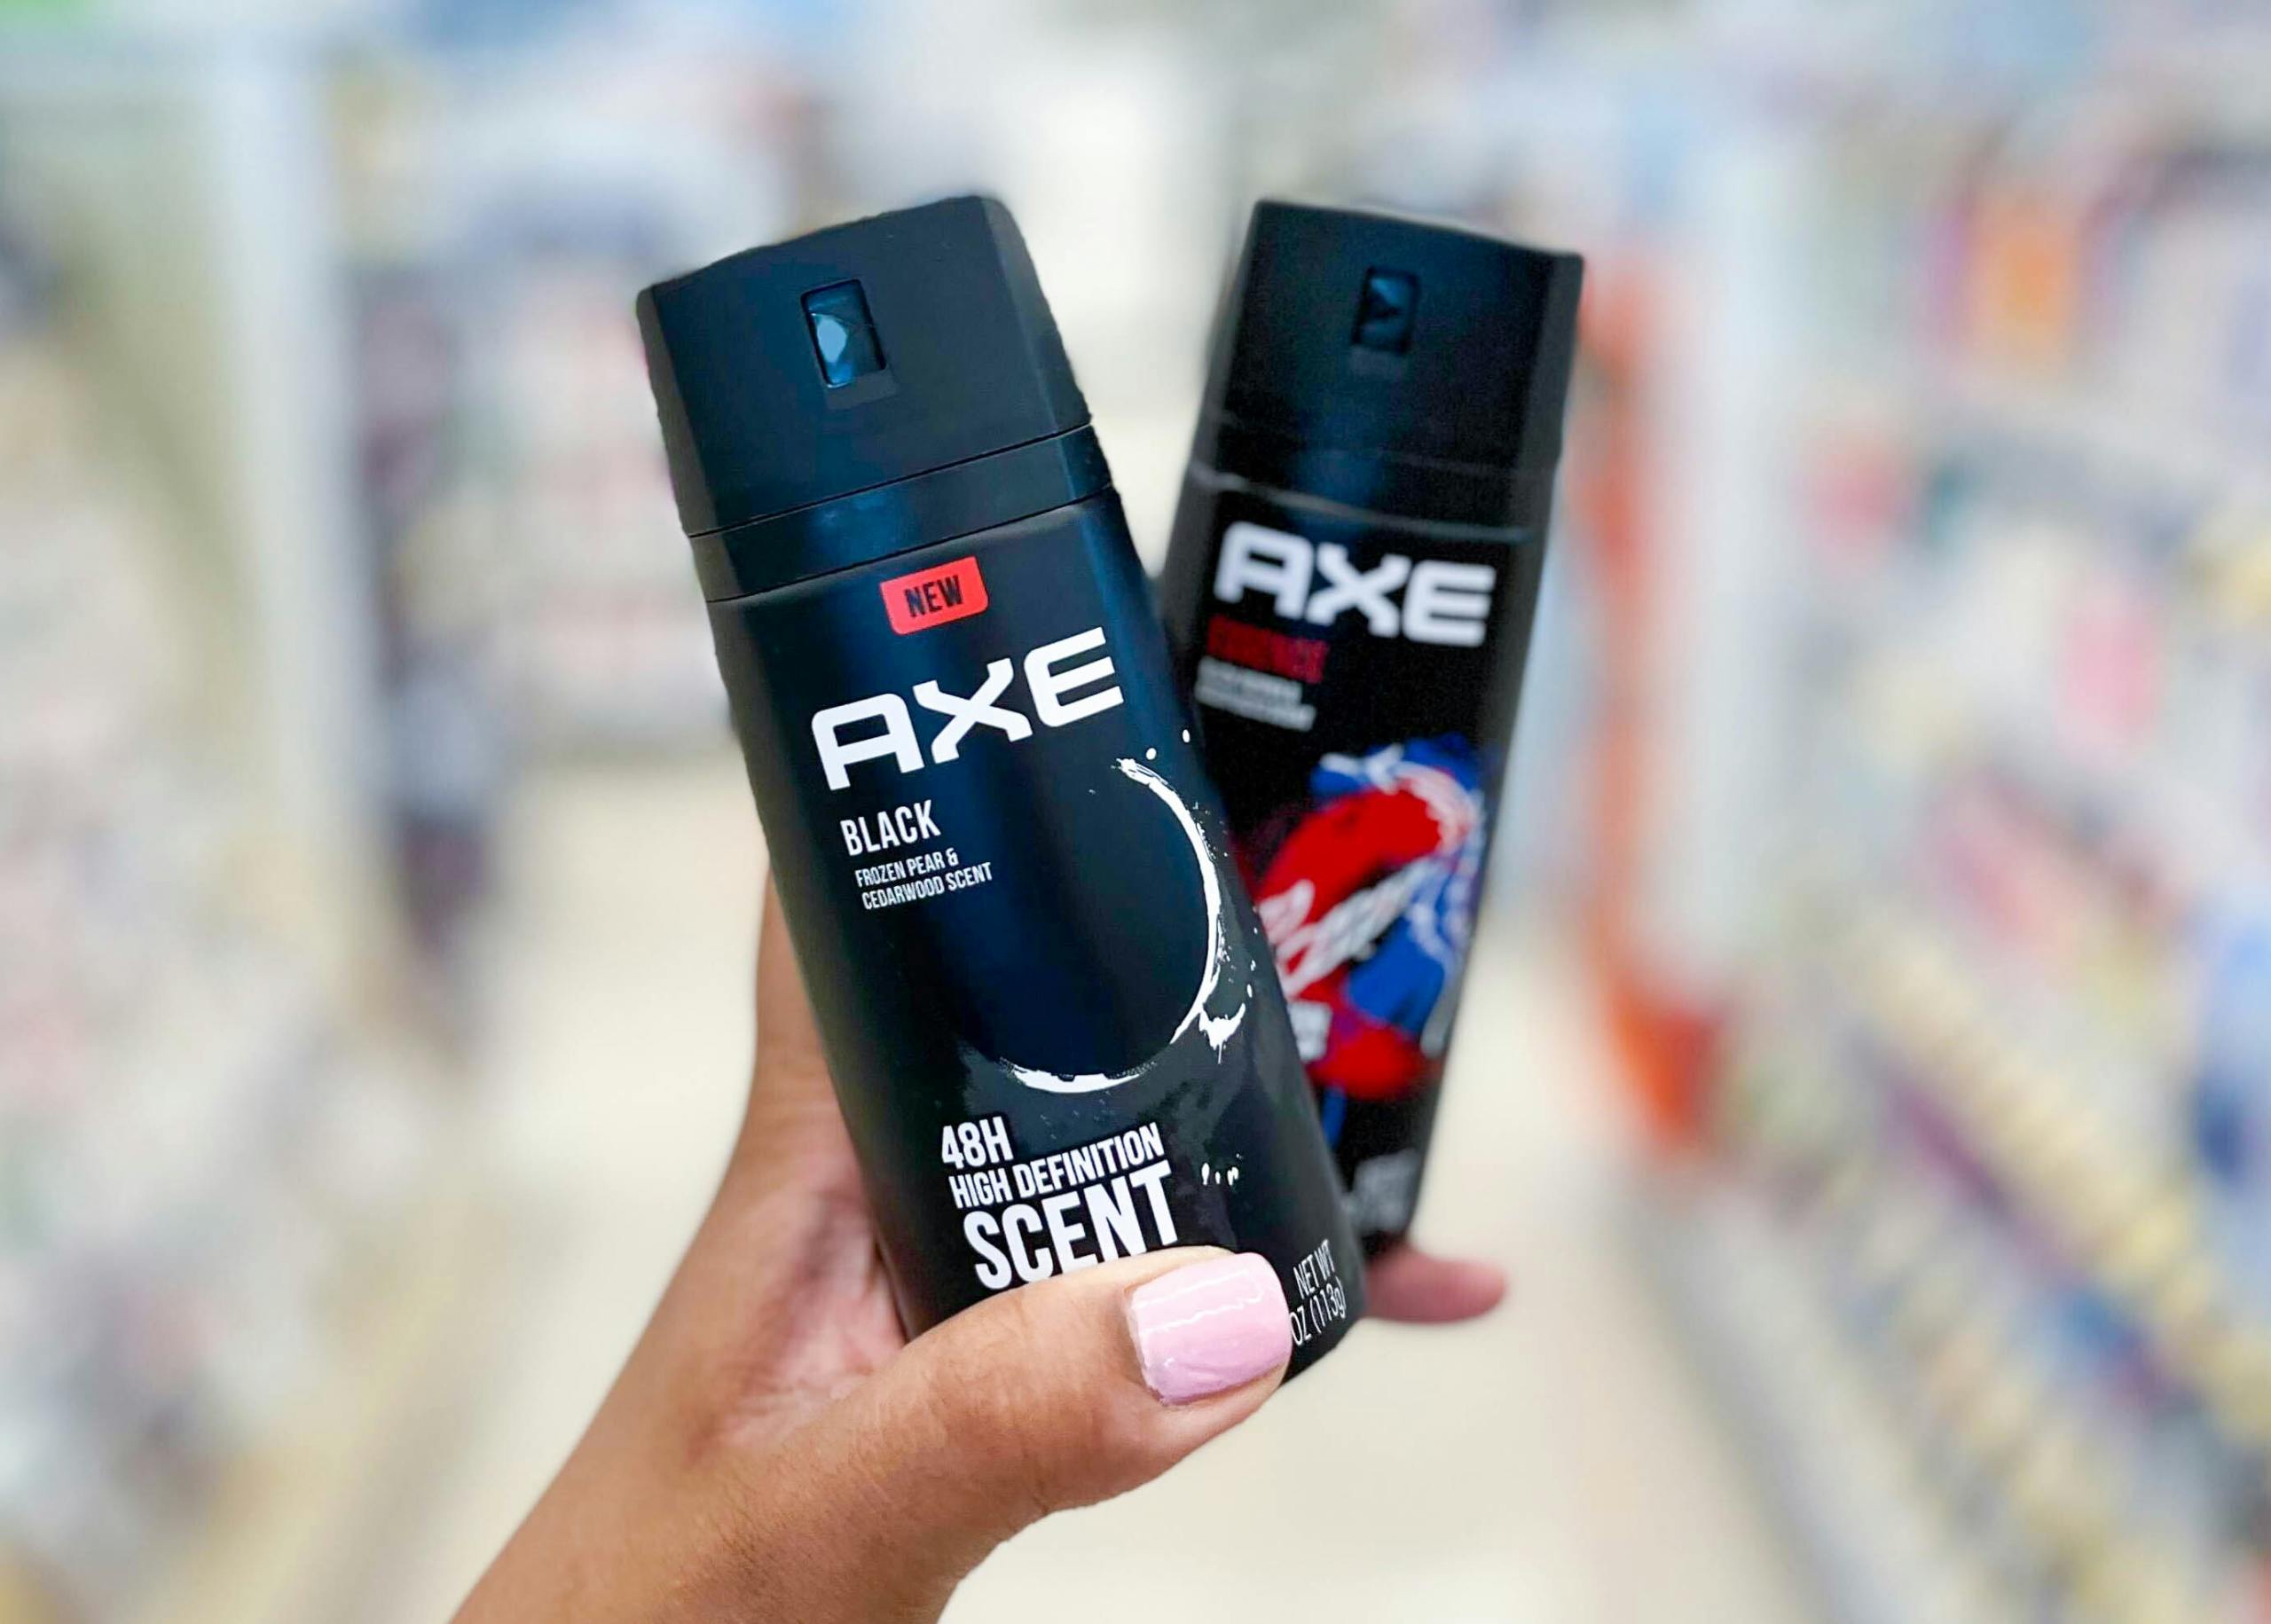 NEW
AXE
BLACK
FROZEN PEAR &
CEDARWOOD SCENT
48H
HIGH DEFINITION
SCENT
NET WT
OZ (113g)
AXE